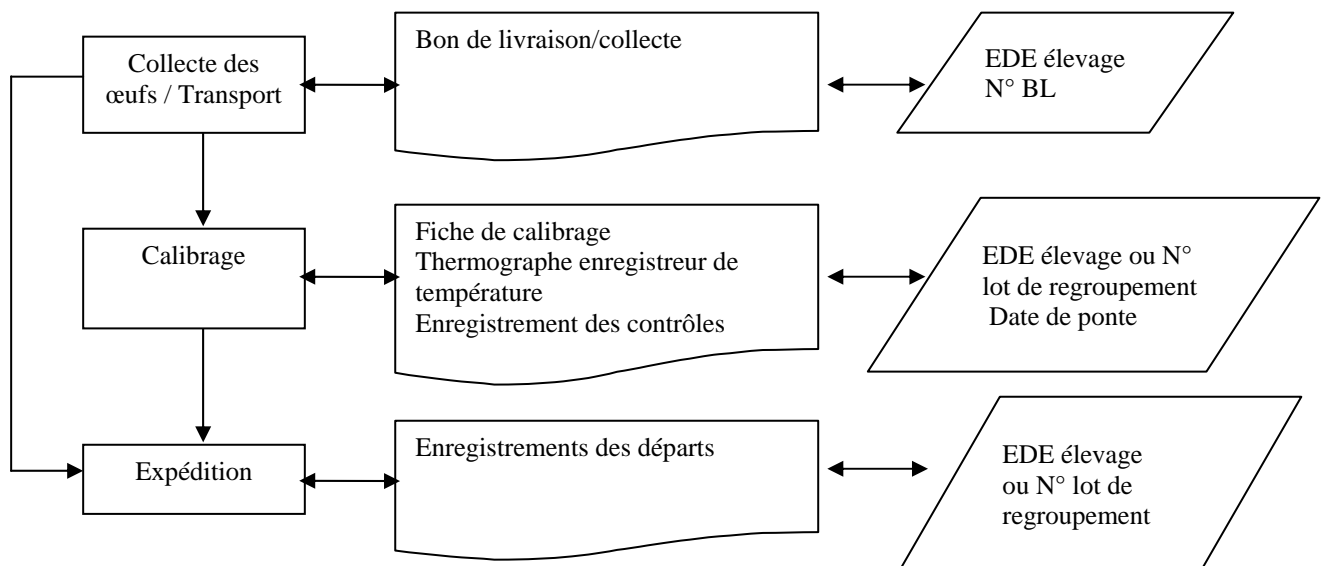 Collecte des
œufs / Transport
Bon de livraison/collecte
EDE élevage
N° BL
Calibrage
Fiche de calibrage
Thermographe enregistreur de
température
Enregistrement des contrôles
EDE élevage ou N°
lot de regroupement
Date de ponte
Expédition
Enregistrements des départs
EDE élevage
ou N° lot de
regroupement